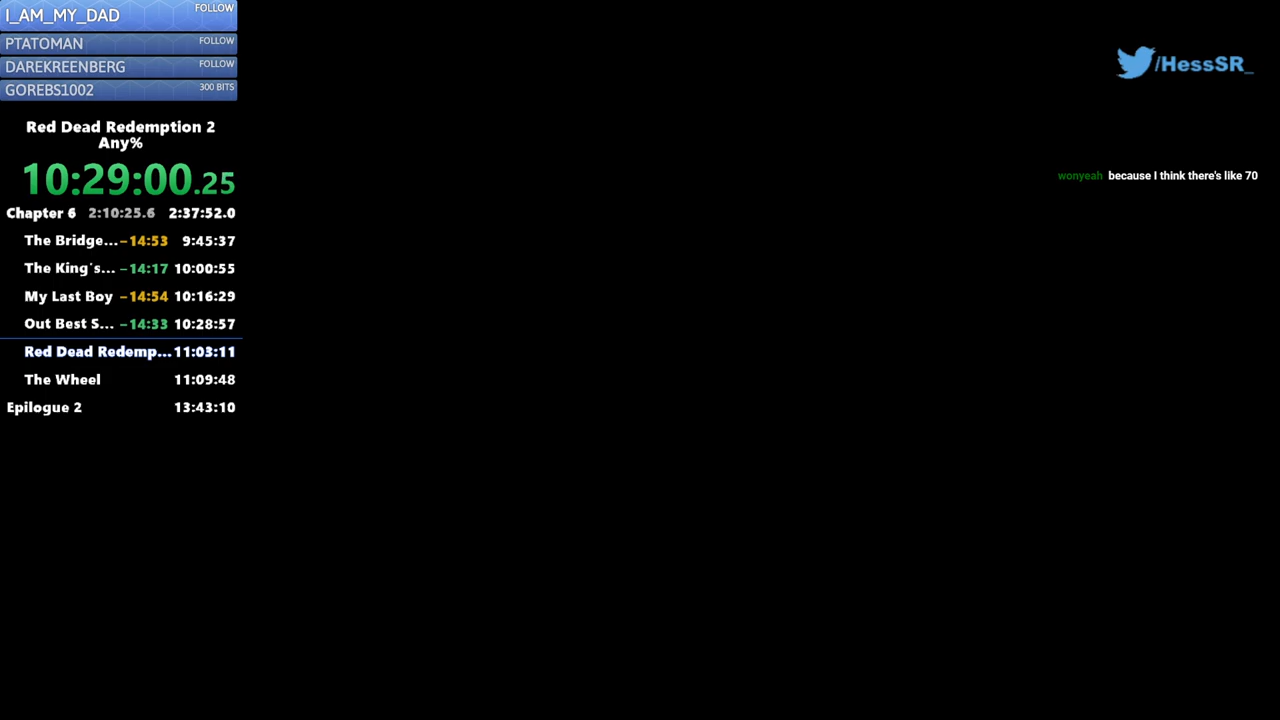 I_AM_MY_DAD FOLLOW
PTATOMAN FOLLOW
DAREKREENBERG FOLLOW
GOREBS1002 300 BITS
/HessSR_
Red Dead Redemption 2
Any%
10:29:00.25
wonyeah because I think there's like 70
Chapter 6 2:10:25.6 2:37:52.0
The Bridge... −14:53 9:45:37
The King's... −14:17 10:00:55
My Last Boy −14:54 10:16:29
Out Best S... −14:33 10:28:57
Red Dead Redemp... 11:03:11
The Wheel 11:09:48
Epilogue 2 13:43:10